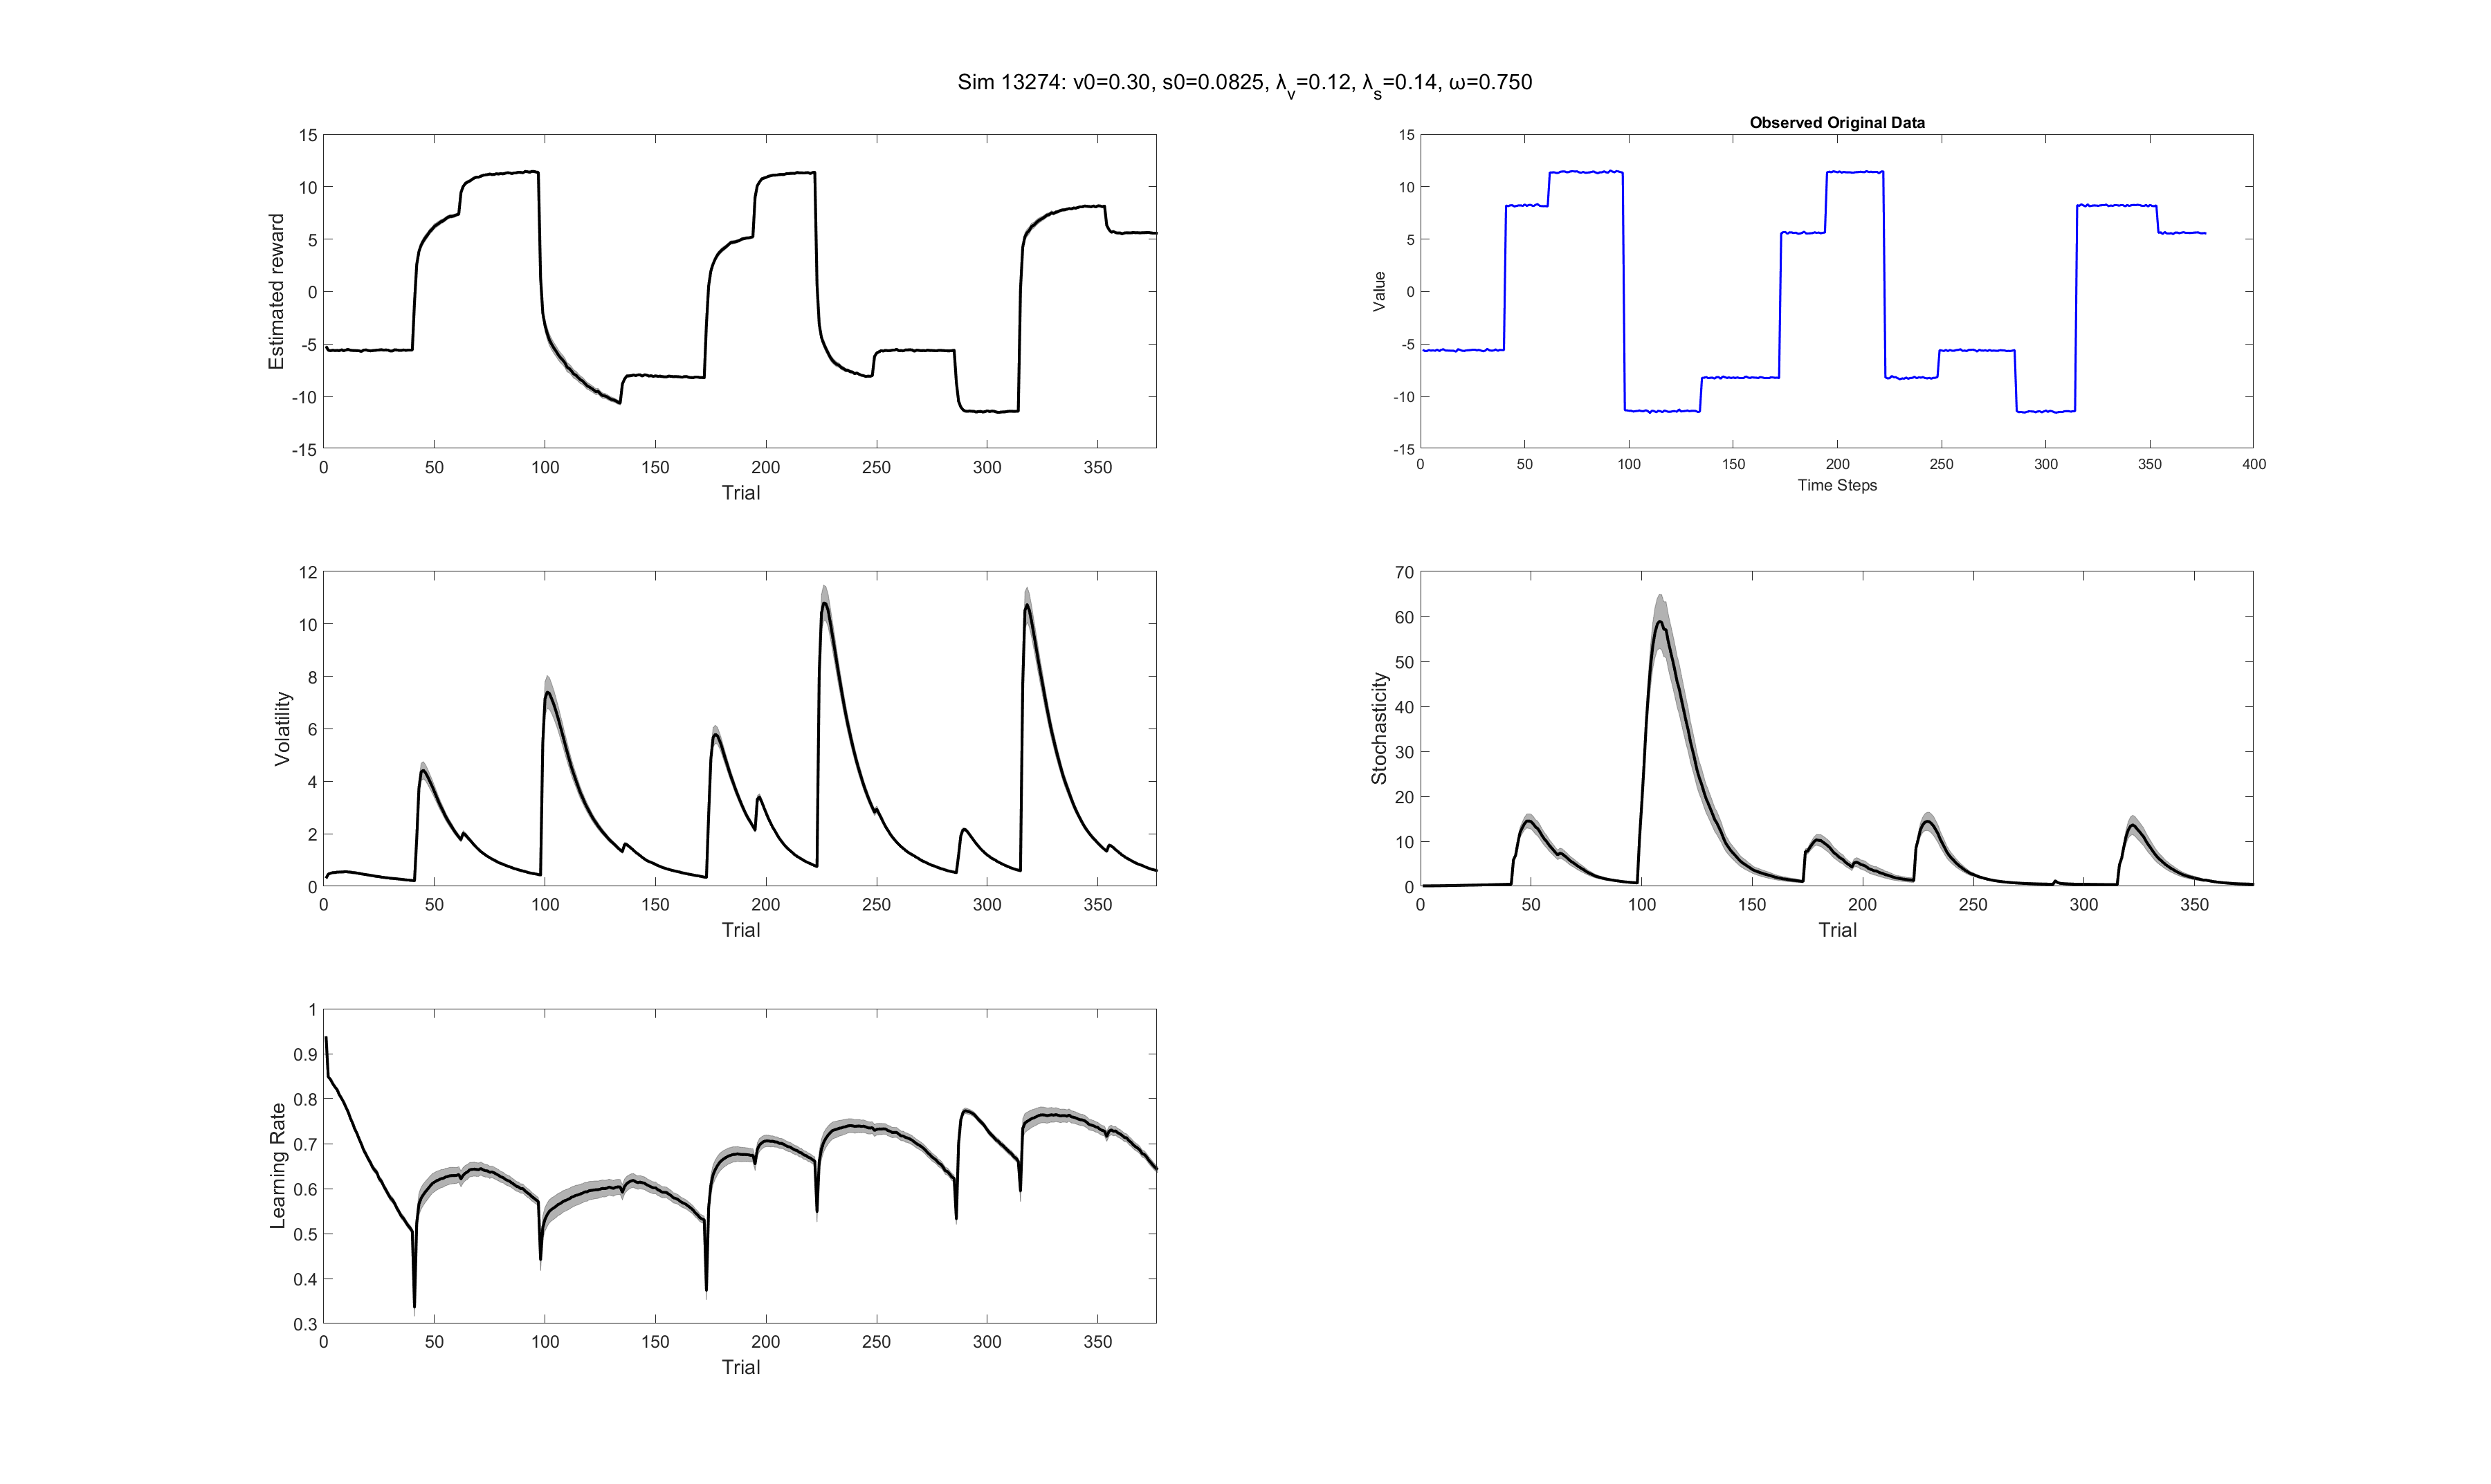 Sim 13274: v0=0.30, s0=0.0825, λv=0.12, λs=0.14, ω=0.750
15
10
5
0
-5
-10
-15
Estimated reward
0 50 100 150 200 250 300 350
Trial
Observed Original Data
15
10
5
0
-5
-10
-15
Value
0 50 100 150 200 250 300 350 400
Time Steps
12
10
8
6
4
2
0
Volatility
0 50 100 150 200 250 300 350
Trial
70
60
50
40
30
20
10
0
Stochasticity
0 50 100 150 200 250 300 350
Trial
1
0.9
0.8
0.7
0.6
0.5
0.4
0.3
Learning Rate
0 50 100 150 200 250 300 350
Trial